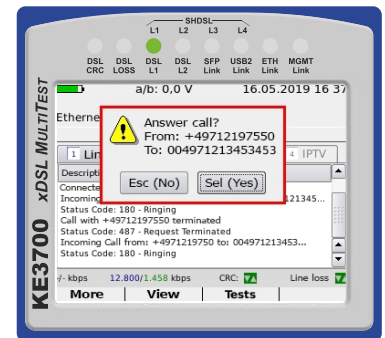 SHDSL
L1 L2 L3 L4
DSL CRC DSL LOSS DSL L1 DSL L2 SFP Link USB2 Link ETH Link MGMT Link
KE3700 xDSL MULTITEST
a/b: 0,0 V 16.05.2019 16 37
Etherne
Answer call?
From: +49712197550
To: 004971213453453
Esc (No) Sel (Yes)
1 Lin 4 IPTV
Descripti
Connecte
Incoming 121345...
Status Code: 180 - Ringing
Call with +49712197550 terminated
Status Code: 487 - Request Terminated
Incoming Call from: +4971219750 to: 004971213453...
Status Code: 180 - Ringing
-/- kbps 12.800/1.458 kbps CRC: Line loss
More View Tests